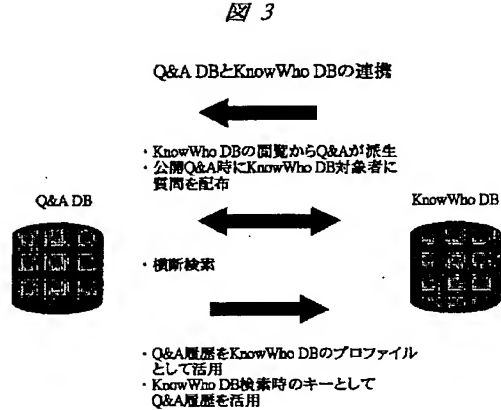 図 3
Q&A DBとKnowWho DBの連携
・KnowWho DBの閲覧からQ&Aが派生
・公開Q&A時にKnowWho DB対象者に
質問を配布
Q&A DB
KnowWho DB
・横断検索
・Q&A履歴をKnowWho DBのプロファイル
として活用
・KnowWho DB検索時のキーとして
Q&A履歴を活用